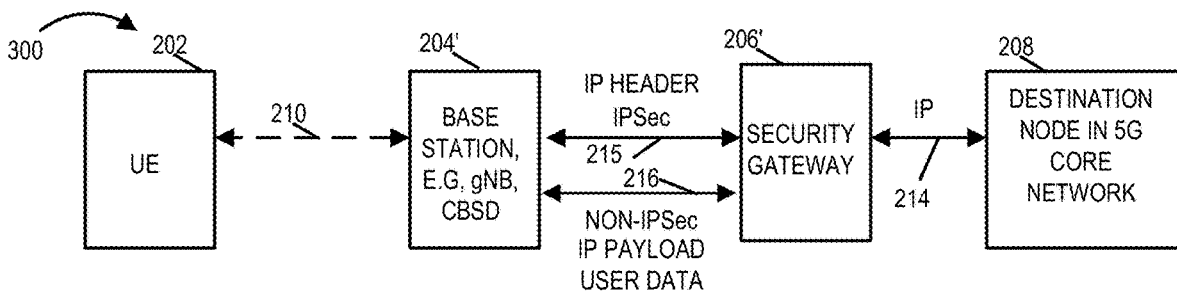 300
202
UE
210
204'
BASE
STATION,
E.G, gNB,
CBSD
IP HEADER
IPSec
215
216
NON-IPSec
IP PAYLOAD
USER DATA
206'
SECURITY
GATEWAY
IP
214
208
DESTINATION
NODE IN 5G
CORE
NETWORK